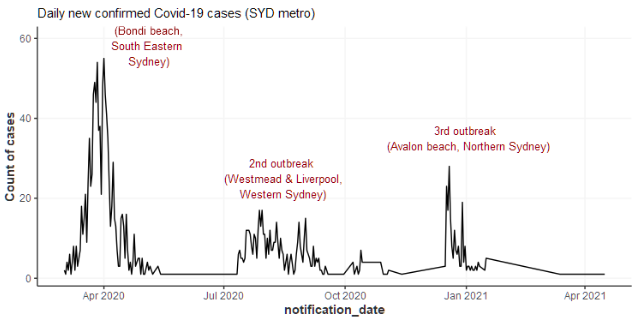 Daily new confirmed Covid-19 cases (SYD metro)
60
40
20
0
Count of cases
(Bondi beach,
South Eastern
Sydney)
2nd outbreak
(Westmead & Liverpool,
Western Sydney)
3rd outbreak
(Avalon beach, Northern Sydney)
Apr 2020
Jul 2020
Oct 2020
Jan 2021
Apr 2021
notification_date